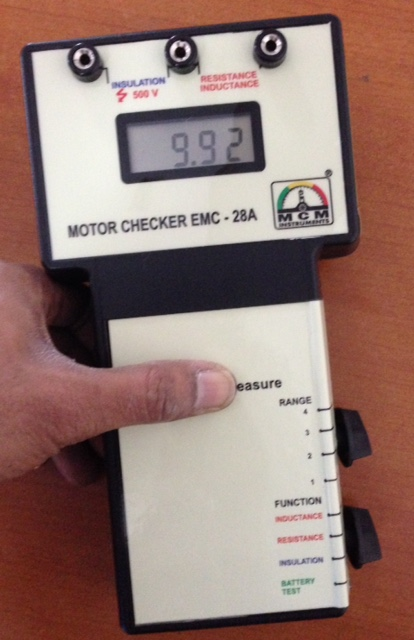 INSULATION
500 V
RESISTANCE
INDUCTANCE
9.92
®
MCM
INSTRUMENTS
MOTOR CHECKER EMC - 28A
easure
RANGE
4
3
2
1
FUNCTION
INDUCTANCE
RESISTANCE
INSULATION
BATTERY
TEST